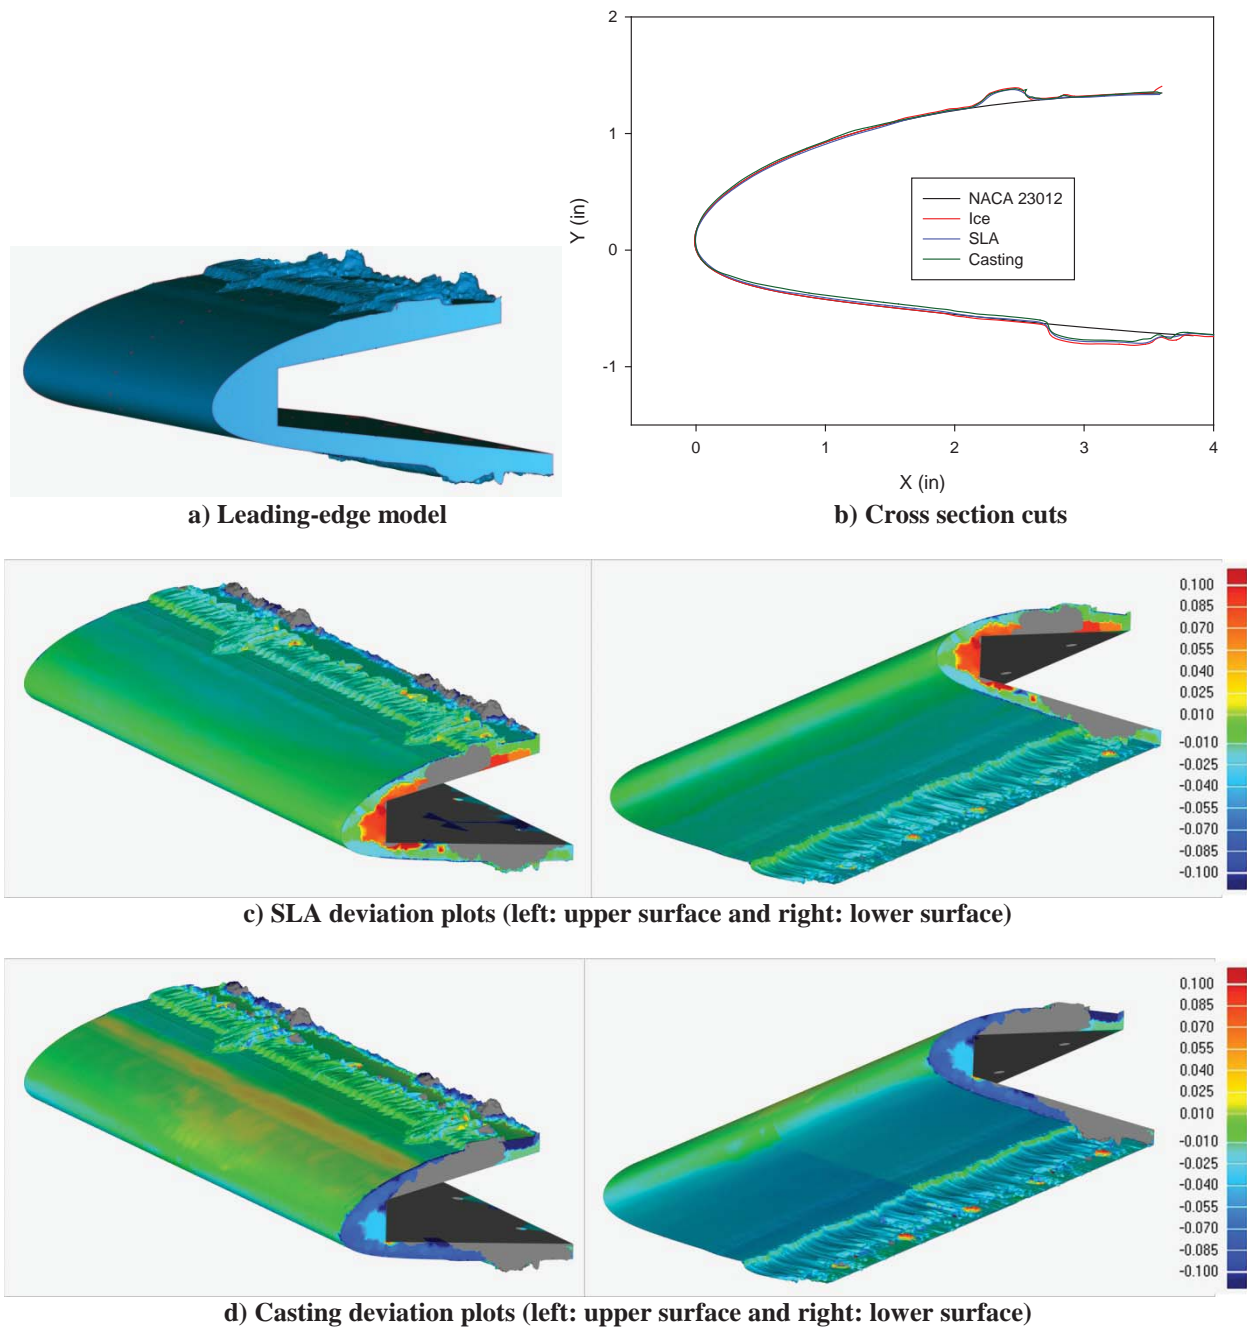 2
1
0
-1
Y (in)
NACA 23012
Ice
SLA
Casting
0 1 2 3 4
X (in)
a) Leading-edge model
b) Cross section cuts
0.100
0.085
0.070
0.055
0.040
0.025
0.010
-0.010
-0.025
-0.040
-0.055
-0.070
-0.085
-0.100
c) SLA deviation plots (left: upper surface and right: lower surface)
0.100
0.085
0.070
0.055
0.040
0.025
0.010
-0.010
-0.025
-0.040
-0.055
-0.070
-0.085
-0.100
d) Casting deviation plots (left: upper surface and right: lower surface)